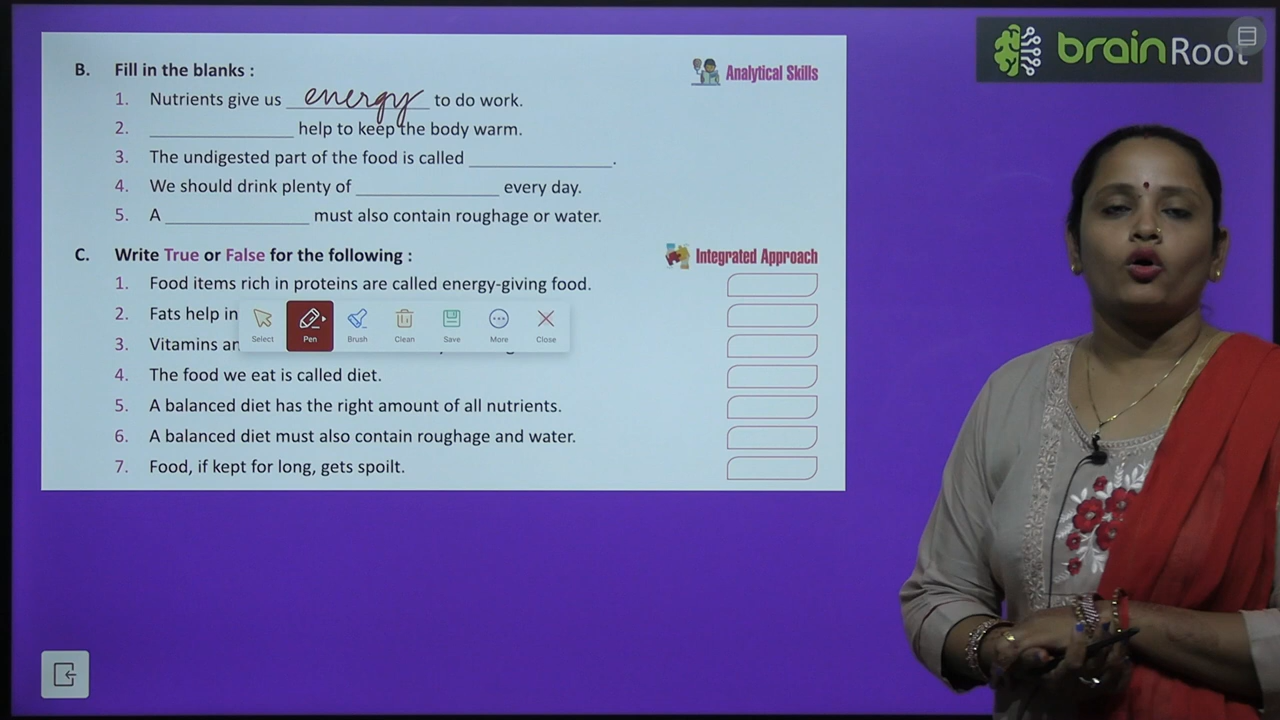 brainRoot
B. Fill in the blanks :
Analytical Skills
1. Nutrients give us energy to do work.
2. ______________ help to keep the body warm.
3. The undigested part of the food is called ______________.
4. We should drink plenty of ______________ every day.
5. A ______________ must also contain roughage or water.
C. Write True or False for the following :
Integrated Approach
1. Food items rich in proteins are called energy-giving food.
2. Fats help in
Select Pen Brush Clean Save More Close
3. Vitamins
4. The food we eat is called diet.
5. A balanced diet has the right amount of all nutrients.
6. A balanced diet must also contain roughage and water.
7. Food, if kept for long, gets spoilt.